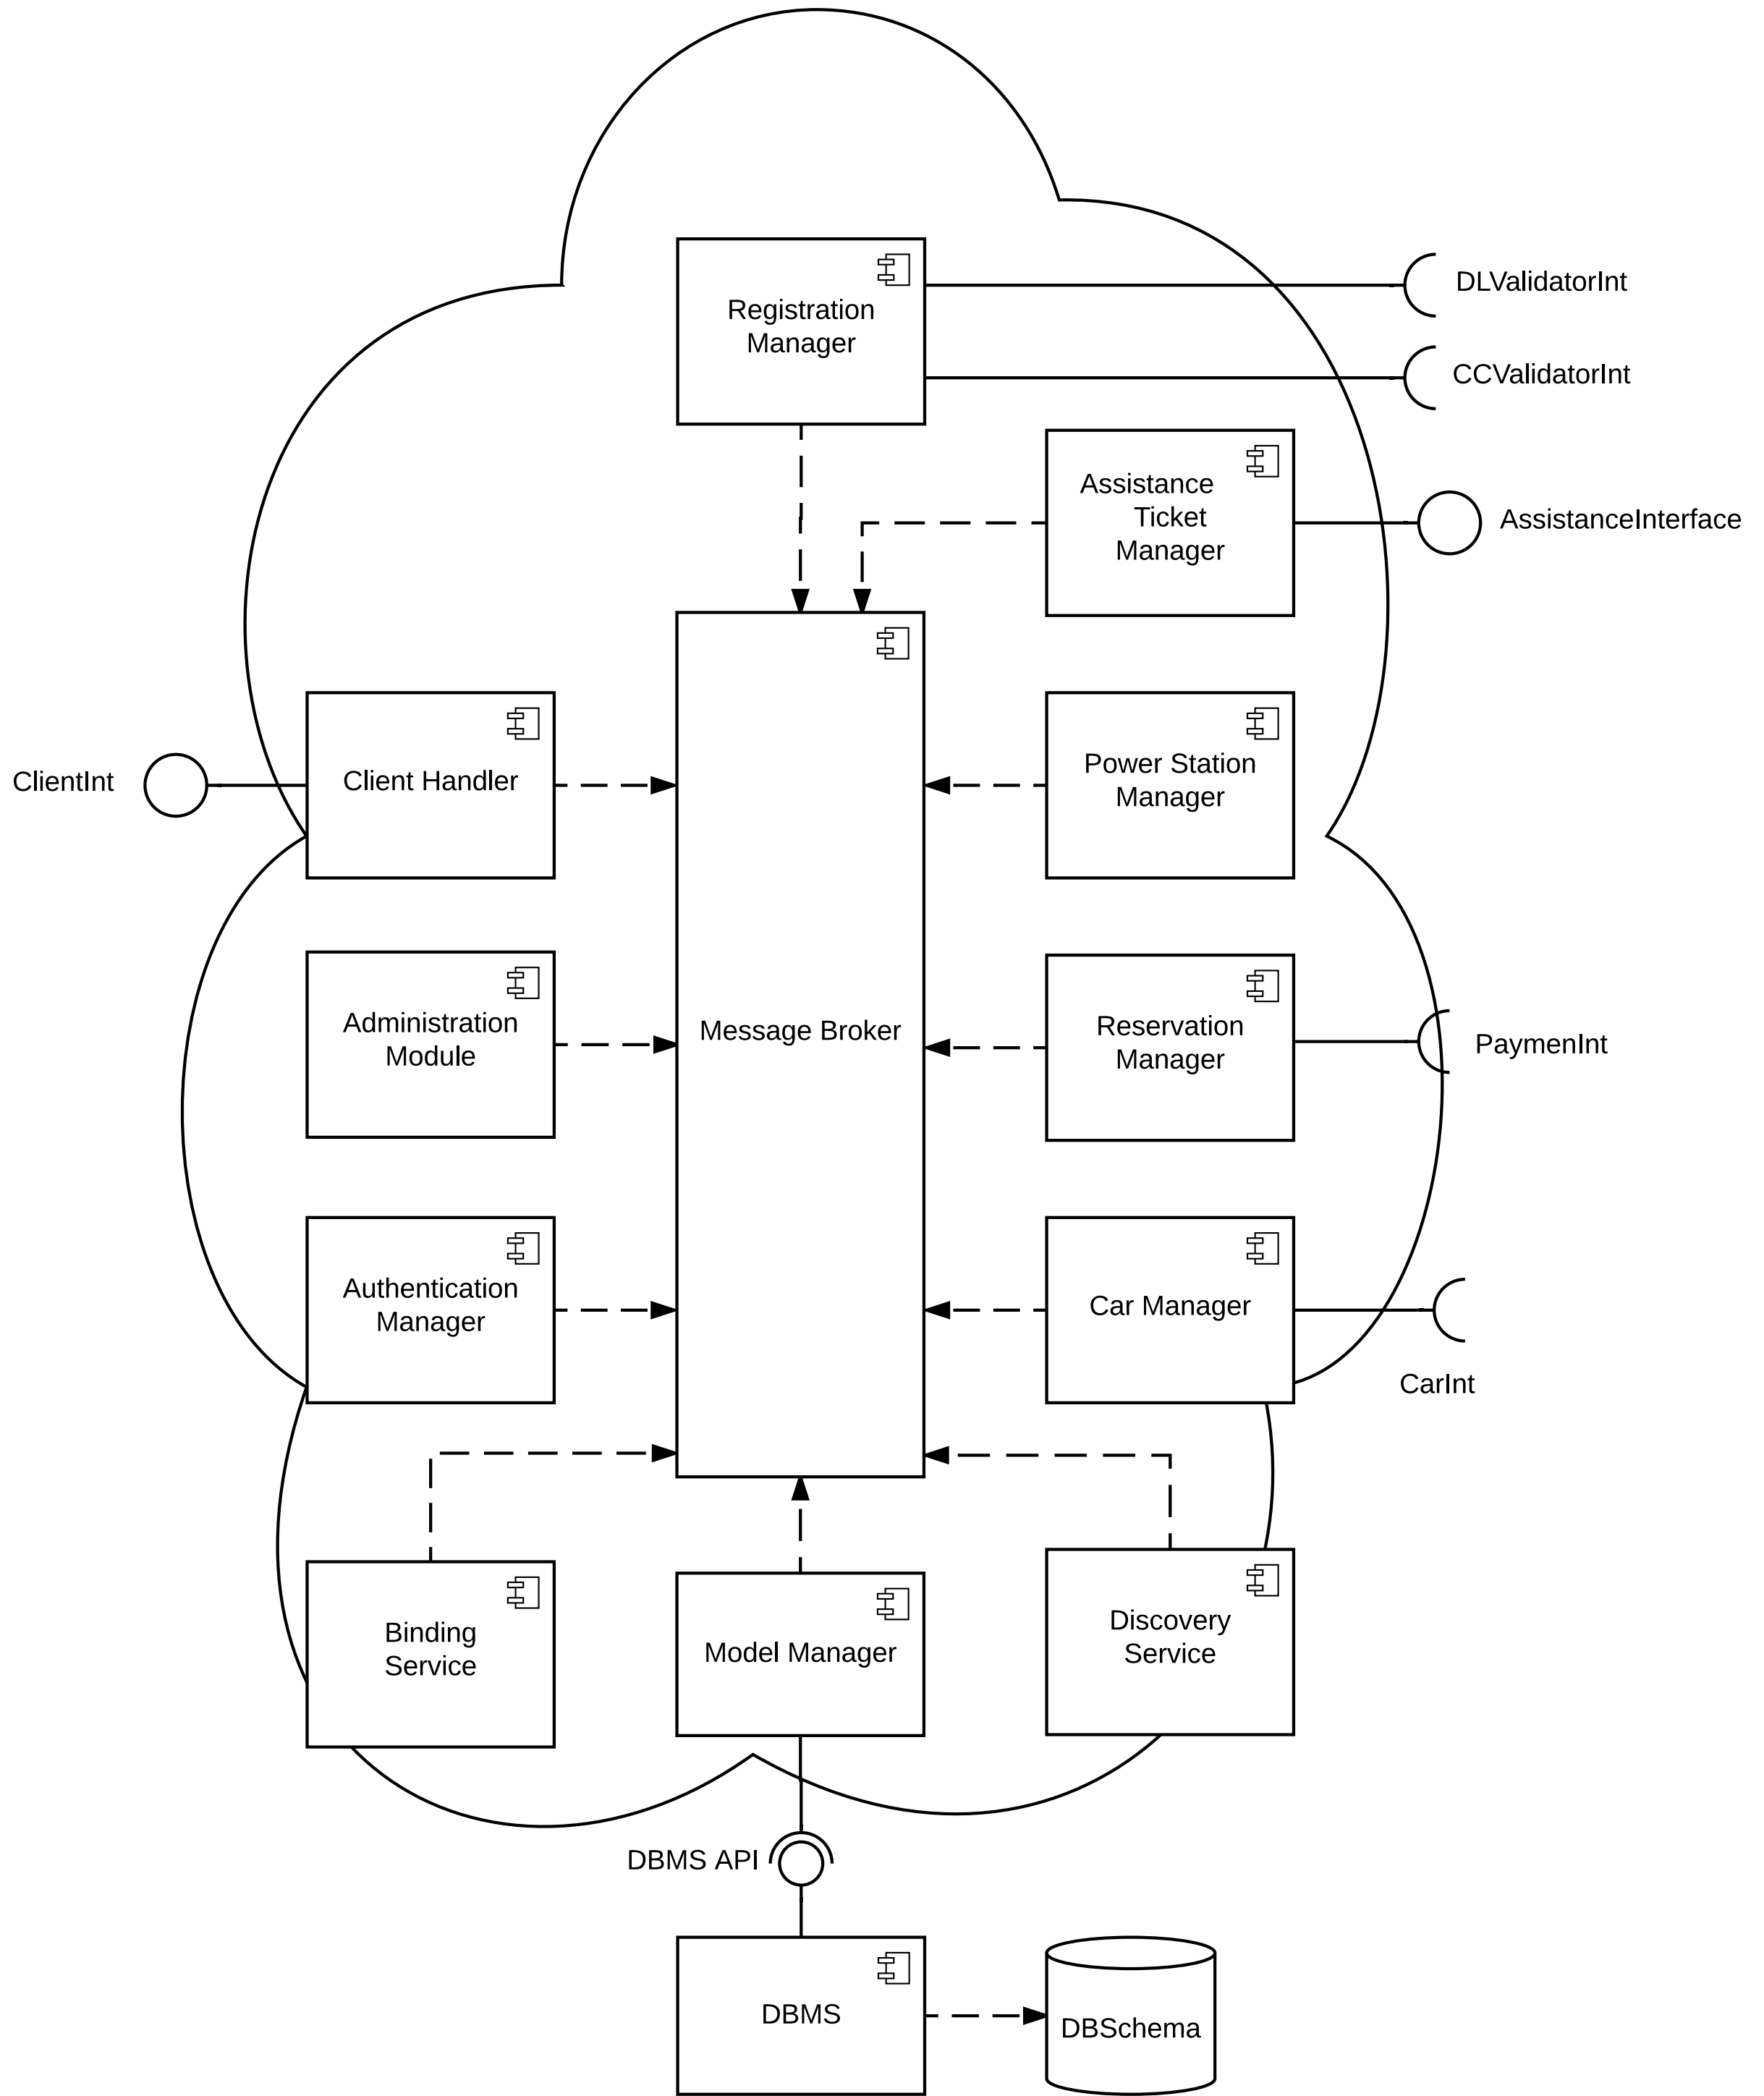 Registration
Manager
DLValidatorInt
CCValidatorInt
Assistance
Ticket
Manager
AssistanceInterface
ClientInt
Client Handler
Power Station
Manager
Message Broker
Administration
Module
Reservation
Manager
PaymenInt
Authentication
Manager
Car Manager
CarInt
Binding
Service
Model Manager
Discovery
Service
DBMS API
DBMS
DBSchema